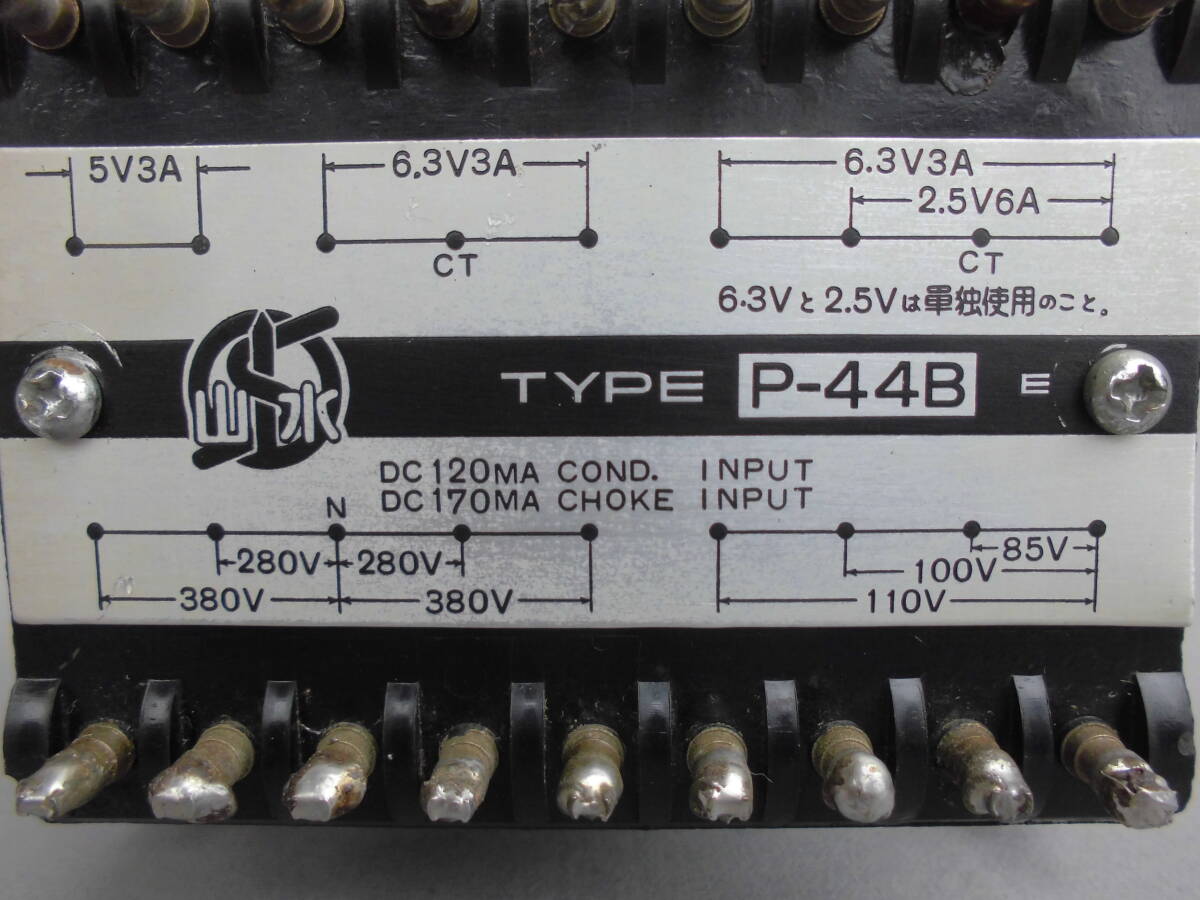 5V3A 6.3V3A 6.3V3A
2.5V6A
CT CT
6.3Vと2.5Vは単独使用のこと。
山水 TYPE P-44B E
DC120MA COND. INPUT
DC170MA CHOKE INPUT
N
280V 280V 85V
100V
380V 380V 110V